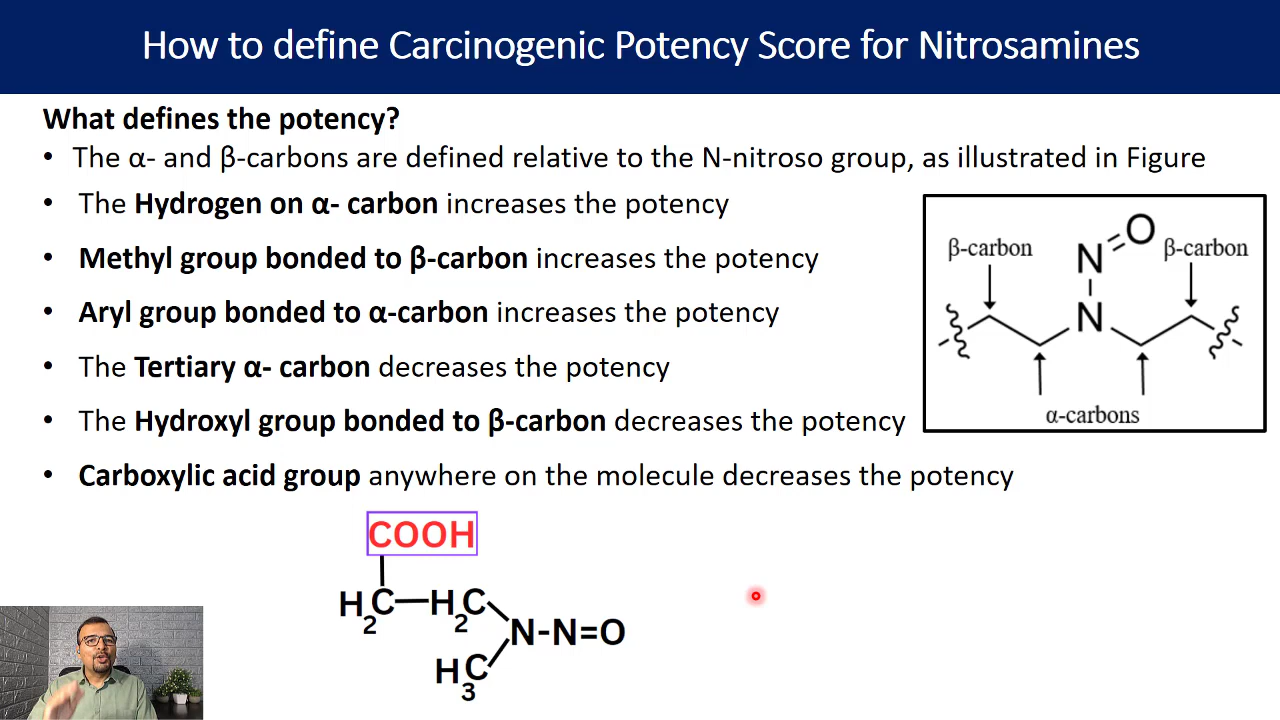 How to define Carcinogenic Potency Score for Nitrosamines
What defines the potency?
• The α- and β-carbons are defined relative to the N-nitroso group, as illustrated in Figure
• The Hydrogen on α- carbon increases the potency
• Methyl group bonded to β-carbon increases the potency
• Aryl group bonded to α-carbon increases the potency
• The Tertiary α- carbon decreases the potency
• The Hydroxyl group bonded to β-carbon decreases the potency
• Carboxylic acid group anywhere on the molecule decreases the potency
N=O
β-carbon β-carbon
N
α-carbons
COOH
H2C—H2C
N-N=O
H3C